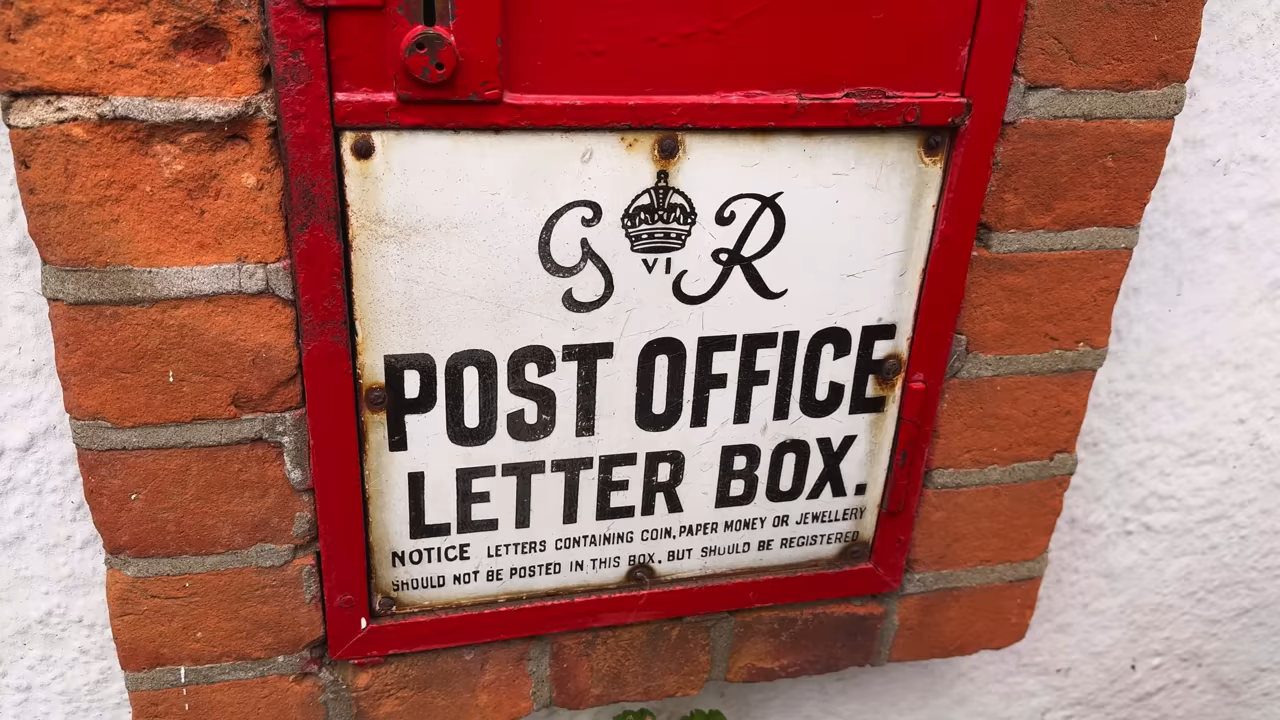 G VI R
POST OFFICE
LETTER BOX.
NOTICE LETTERS CONTAINING COIN, PAPER MONEY OR JEWELLERY
SHOULD NOT BE POSTED IN THIS BOX, BUT SHOULD BE REGISTERED